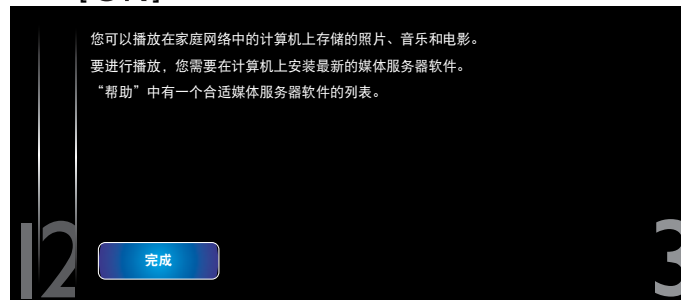 您可以播放在家庭网络中的计算机上存储的照片、音乐和电影。
要进行播放，您需要在计算机上安装最新的媒体服务器软件。
“帮助”中有一个合适媒体服务器软件的列表。
12
3
完成